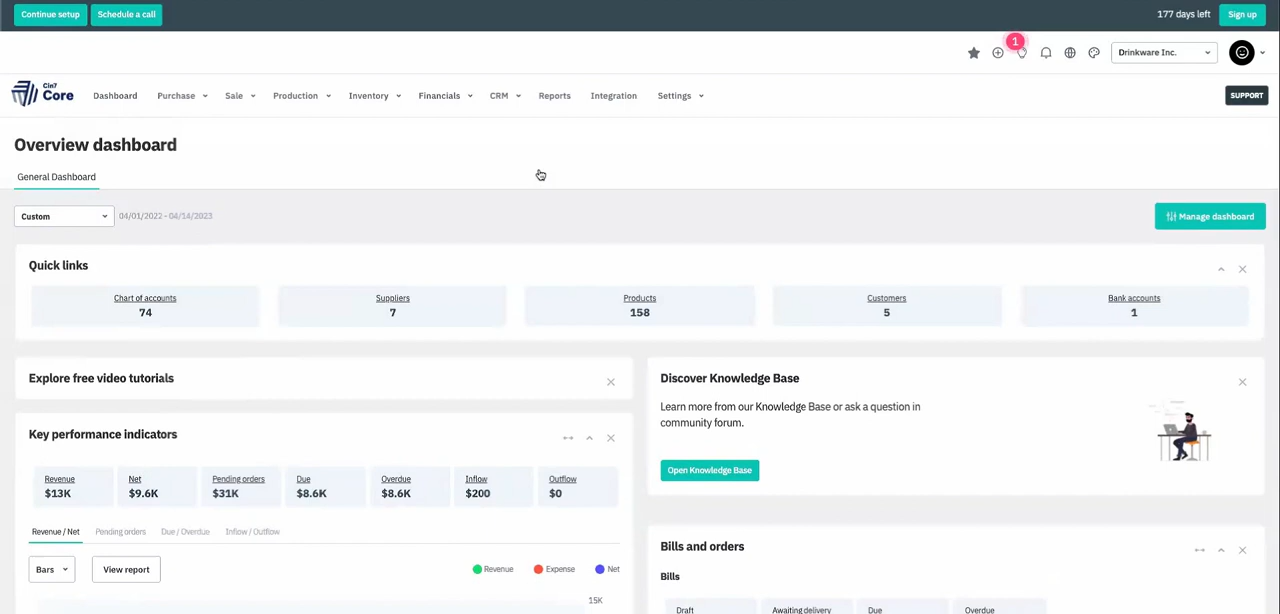 Continue setup Schedule a call 177 days left Sign up
1
Drinkware Inc.
Cin7 Core Dashboard Purchase Sale Production Inventory Financials CRM Reports Integration Settings SUPPORT
Overview dashboard
General Dashboard
Custom 04/01/2022 - 04/14/2023 Manage dashboard
Quick links
Chart of accounts Suppliers Products Customers Bank accounts
74 7 158 5 1
Explore free video tutorials
Discover Knowledge Base
Learn more from our Knowledge Base or ask a question in
community forum.
Open Knowledge Base
Key performance indicators
Revenue Net Pending orders Due Overdue Inflow Outflow
$13K $9.6K $31K $8.6K $8.6K $200 $0
Revenue / Net Pending orders Due / Overdue Inflow / Outflow
Bars View report Revenue Expense Net
15K
Bills and orders
Bills
Draft Awaiting delivery Due Overdue